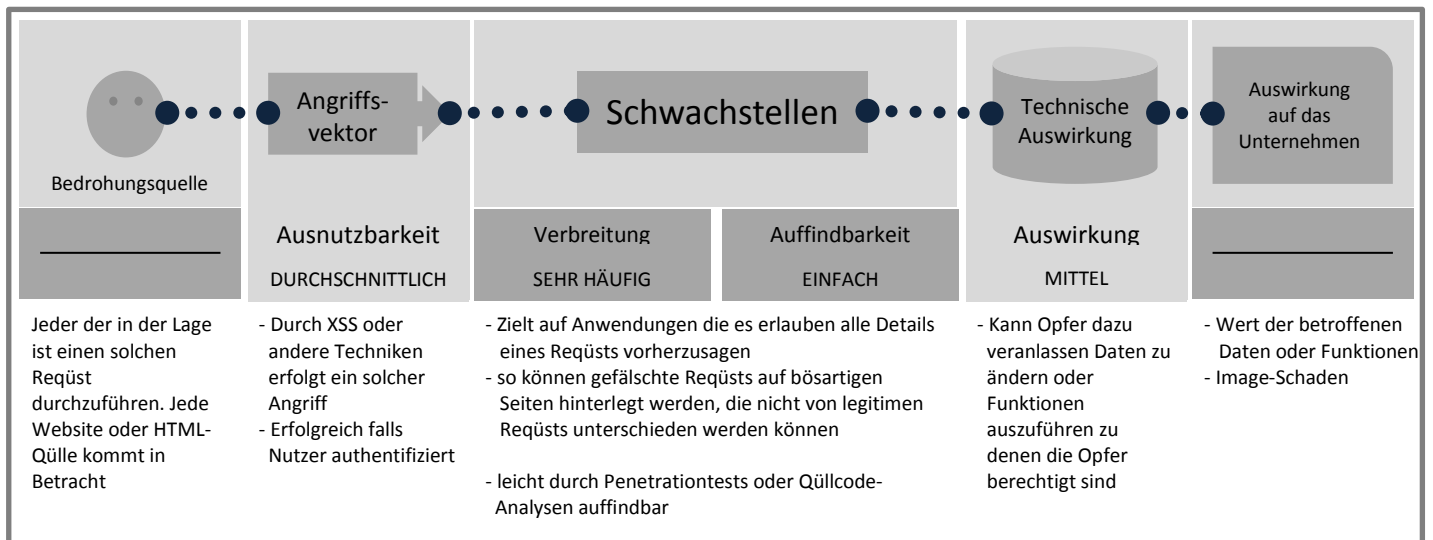 Bedrohungsquelle
Angriffs-
vektor
Schwachstellen
Technische
Auswirkung
Auswirkung
auf das
Unternehmen
Ausnutzbarkeit
DURCHSCHNITTLICH
Verbreitung
SEHR HÄUFIG
Auffindbarkeit
EINFACH
Auswirkung
MITTEL
Jeder der in der Lage
ist einen solchen
Reqüst
durchzuführen. Jede
Website oder HTML-
Qülle kommt in
Betracht
- Durch XSS oder
andere Techniken
erfolgt ein solcher
Angriff
- Erfolgreich falls
Nutzer authentifiziert
- Zielt auf Anwendungen die es erlauben alle Details
eines Reqüsts vorherzusagen
- so können gefälschte Reqüsts auf bösartigen
Seiten hinterlegt werden, die nicht von legitimen
Reqüsts unterschieden werden können
- leicht durch Penetrationtests oder Qüllcode-
Analysen auffindbar
- Kann Opfer dazu
veranlassen Daten zu
ändern oder
Funktionen
auszuführen zu
denen die Opfer
berechtigt sind
- Wert der betroffenen
Daten oder Funktionen
- Image-Schaden